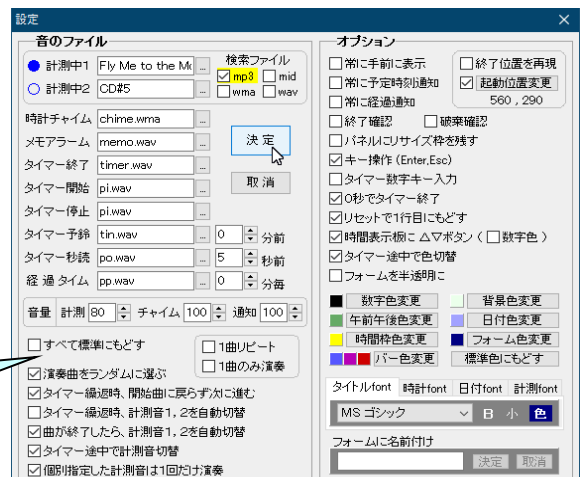 設定
音のファイル
計測中1 Fly Me to the Mo ...
計測中2 CD#5 ...
検索ファイル
mp3 mid
wma wav
時計チャイム chime.wma ...
メモアラーム memo.wav ...
タイマー終了 timer.wav ...
タイマー開始 pi.wav ...
タイマー停止 pi.wav ...
タイマー予鈴 tin.wav ... 0 分前
タイマー秒読 po.wav ... 5 秒前
経過タイム pp.wav ... 0 分毎
決定
取消
音量 計測 80 チャイム 100 通知 100
すべて標準にもどす
1曲リピート
1曲のみ演奏
演奏曲をランダムに選ぶ
タイマー繰返時、開始曲に戻らず次に進む
タイマー繰返時、計測音1,2を自動切替
曲が終了したら、計測音1,2を自動切替
タイマー途中で計測音切替
個別指定した計測音は1回だけ演奏
オプション
常に手前に表示
常に予定時刻通知
常に経過通知
終了位置を再現
起動位置変更
560,290
終了確認 破棄確認
パネルにリサイズ枠を残す
キー操作(Enter,Esc)
タイマー数字キー入力
0秒でタイマー終了
リセットで1行目にもどす
時間表示板に △▽ボタン(数字色)
タイマー途中で色切替
フォームを半透明に
数字色変更 背景色変更
午前午後色変更 日付色変更
時間枠色変更 フォーム色変更
バー色変更 標準色にもどす
タイトルfont 時計font 日付font 計測font
MS ゴシック B 小 色
フォームに名前付け
決定 取消